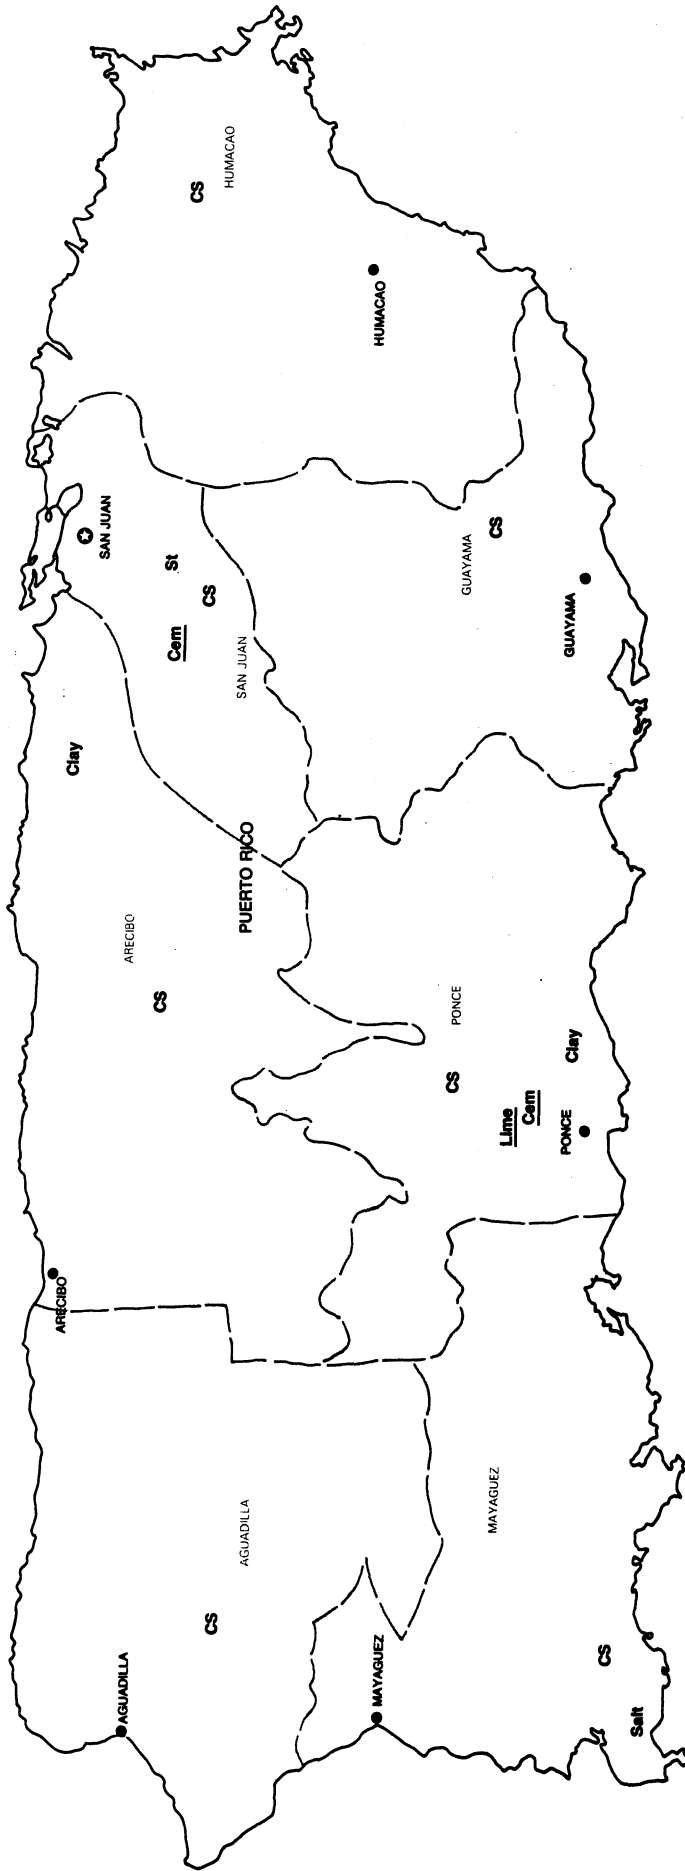 AGUADILLA
CS
AGUADILLA
MAYAGUEZ
MAYAGUEZ
CS
Salt
ARECIBO
CS
ARECIBO
Clay
PUERTO RICO
PONCE
CS
Lime
Cem
Clay
PONCE
SAN JUAN
St
CS
Cem
SAN JUAN
GUAYAMA
CS
GUAYAMA
CS
HUMACAO
HUMACAO